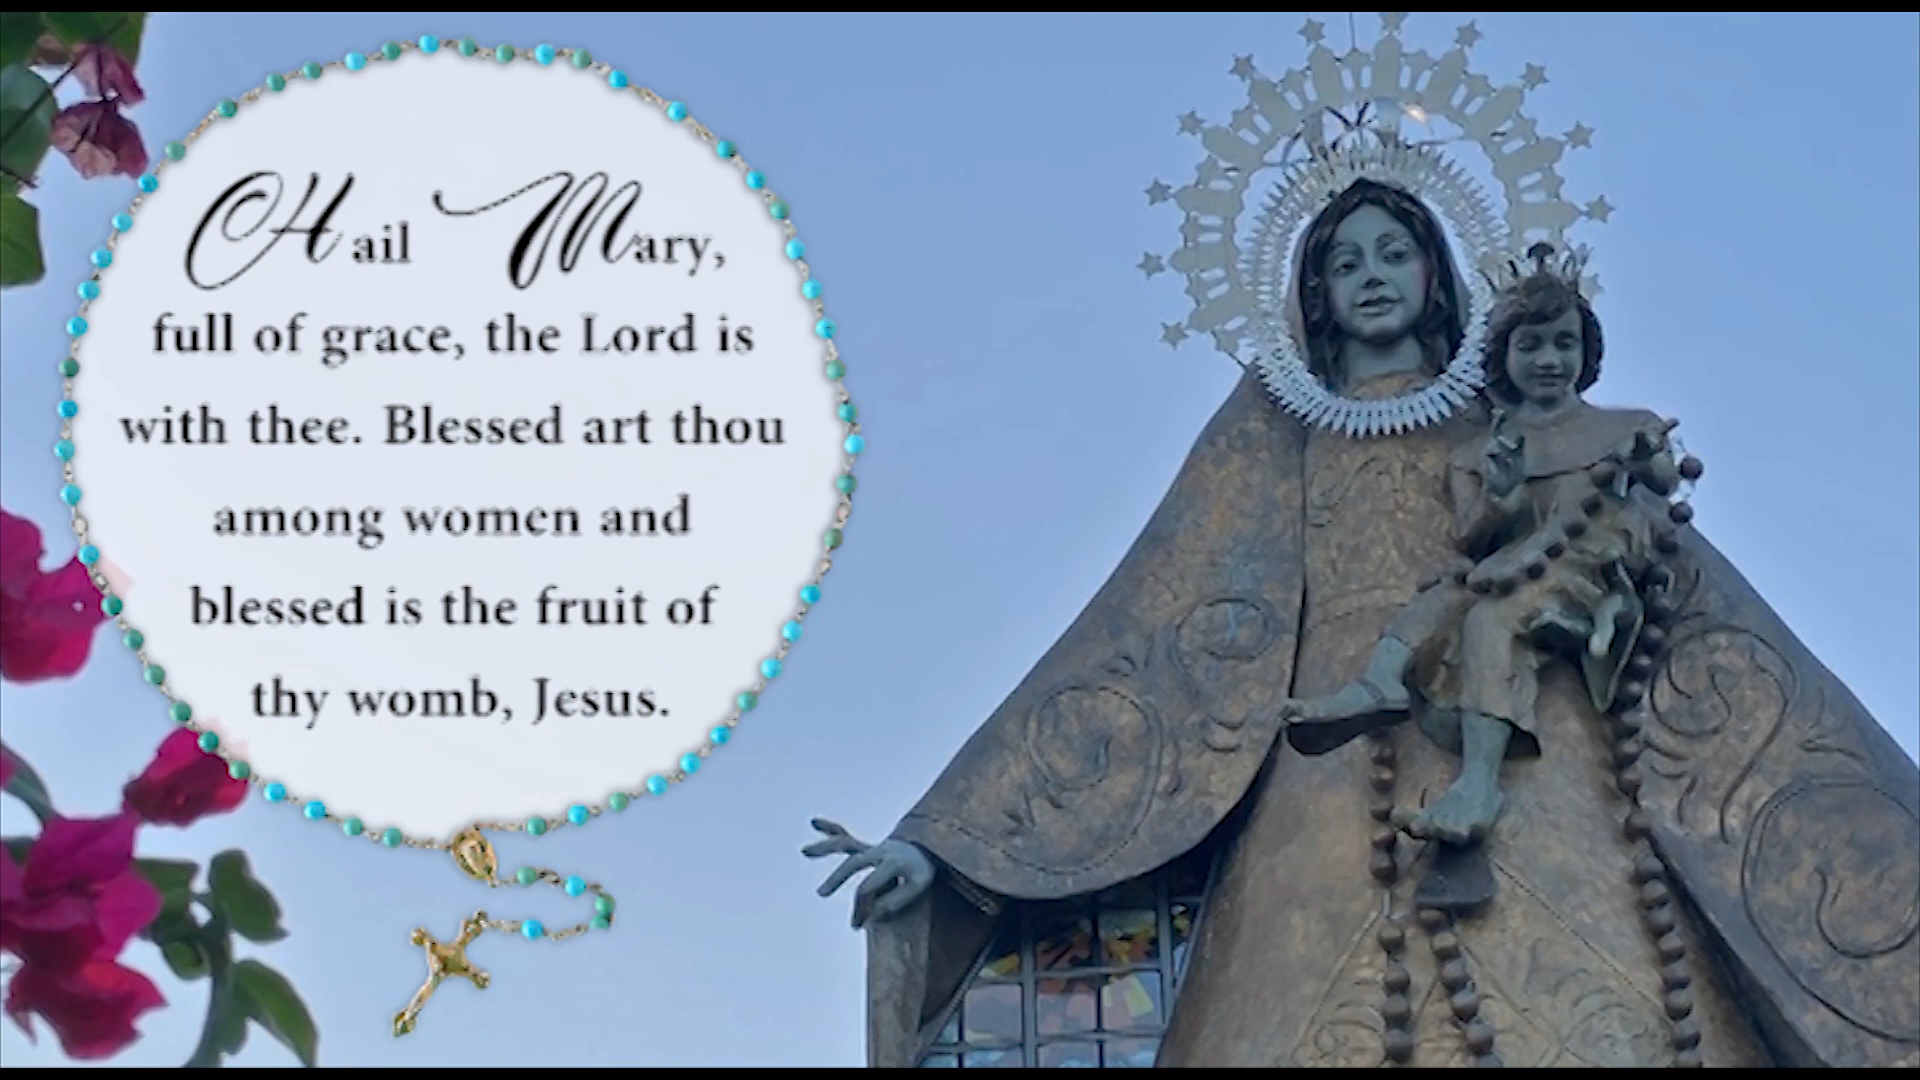 Hail Mary,
full of grace, the Lord is
with thee. Blessed art thou
among women and
blessed is the fruit of
thy womb, Jesus.